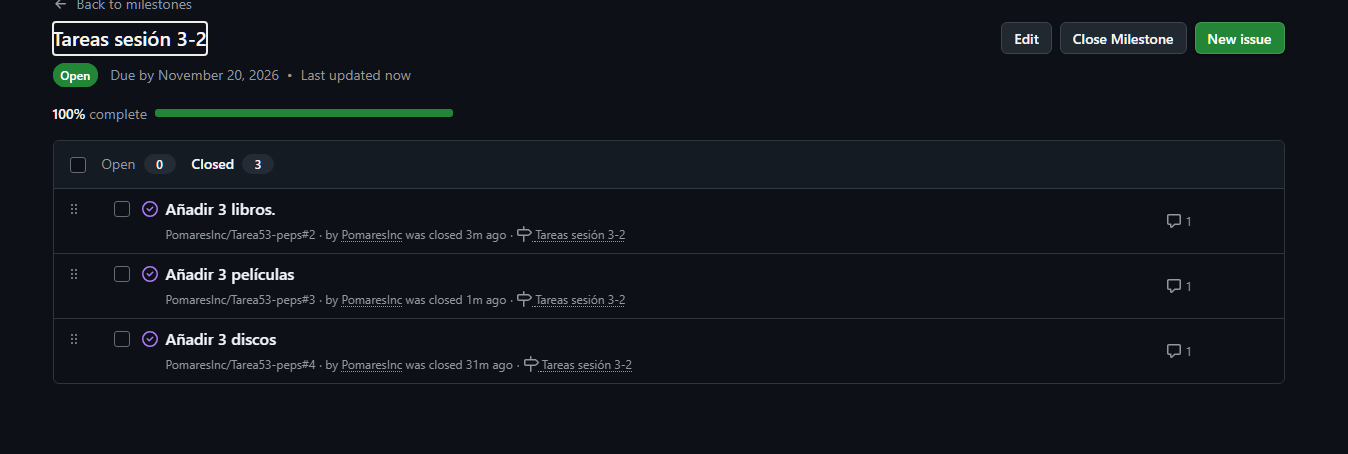 Back to milestones
Tareas sesión 3-2
Edit
Close Milestone
New issue
Open
Due by November 20, 2026 • Last updated now
100% complete
Open 0 Closed 3
Añadir 3 libros.
PomaresInc/Tarea53-peps#2 · by PomaresInc was closed 3m ago · Tareas sesión 3-2
1
Añadir 3 películas
PomaresInc/Tarea53-peps#3 · by PomaresInc was closed 1m ago · Tareas sesión 3-2
1
Añadir 3 discos
PomaresInc/Tarea53-peps#4 · by PomaresInc was closed 31m ago · Tareas sesión 3-2
1